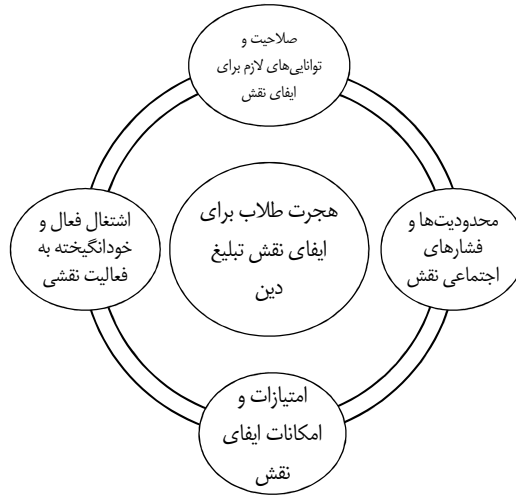 صلاحیت و
توانایی‌های لازم برای
ایفای نقش
محدودیت‌ها و
فشارهای
اجتماعی نقش
هجرت طلاب برای
ایفای نقش تبلیغ
دین
اشتغال فعال و
خودانگیخته به
فعالیت نقشی
امتیازات و
امکانات ایفای
نقش